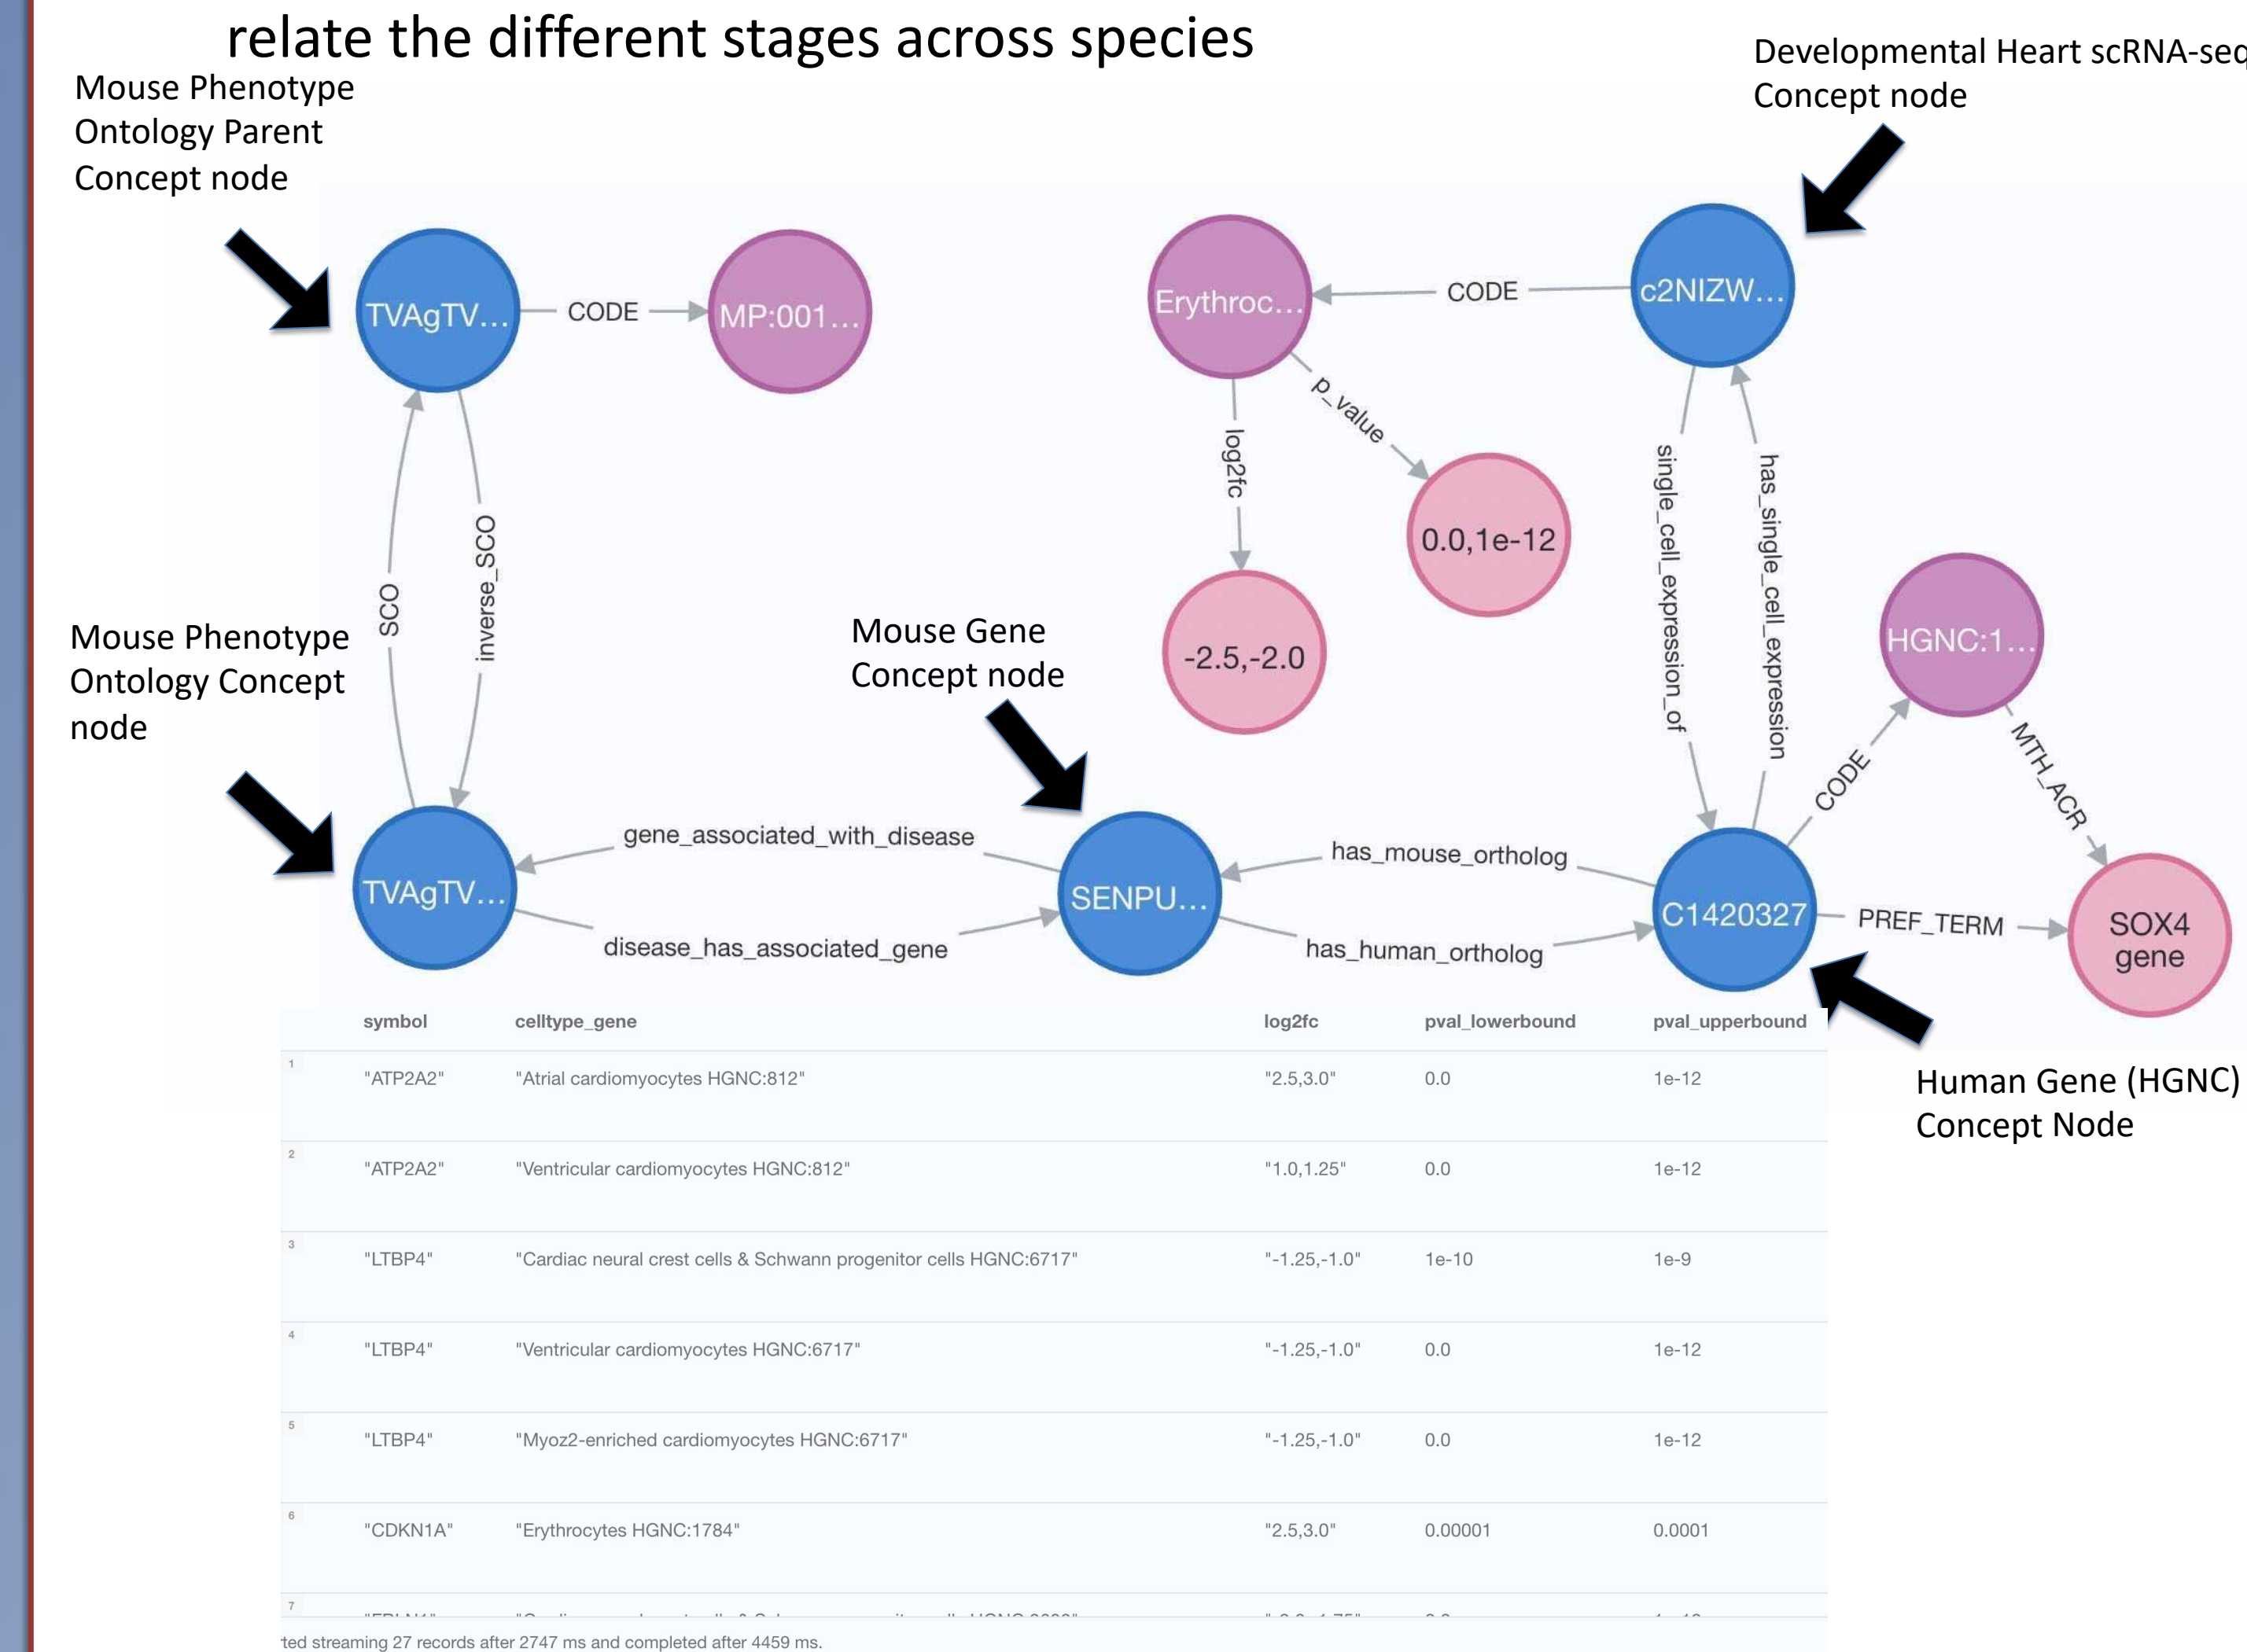 relate the different stages across species
Mouse Phenotype
Ontology Parent
Concept node
Developmental Heart scRNA-seq
Concept node
TVAgTV...
CODE
MP:001...
Erythroc...
CODE
c2NIZW...
p_value
log2fc
0.0,1e-12
-2.5,-2.0
single_cell_expression_of
has_single_cell_expression
SCO
inverse_SCO
HGNC:1...
CODE
MTH_ACR
Mouse Phenotype
Ontology Concept
node
Mouse Gene
Concept node
TVAgTV...
gene_associated_with_disease
disease_has_associated_gene
SENPU...
has_mouse_ortholog
has_human_ortholog
C1420327
PREF_TERM
SOX4
gene
Human Gene (HGNC)
Concept Node
symbol celltype_gene log2fc pval_lowerbound pval_upperbound
1 "ATP2A2" "Atrial cardiomyocytes HGNC:812" "2.5,3.0" 0.0 1e-12
2 "ATP2A2" "Ventricular cardiomyocytes HGNC:812" "1.0,1.25" 0.0 1e-12
3 "LTBP4" "Cardiac neural crest cells & Schwann progenitor cells HGNC:6717" "-1.25,-1.0" 1e-10 1e-9
4 "LTBP4" "Ventricular cardiomyocytes HGNC:6717" "-1.25,-1.0" 0.0 1e-12
5 "LTBP4" "Myoz2-enriched cardiomyocytes HGNC:6717" "-1.25,-1.0" 0.0 1e-12
6 "CDKN1A" "Erythrocytes HGNC:1784" "2.5,3.0" 0.00001 0.0001
7
ted streaming 27 records after 2747 ms and completed after 4459 ms.